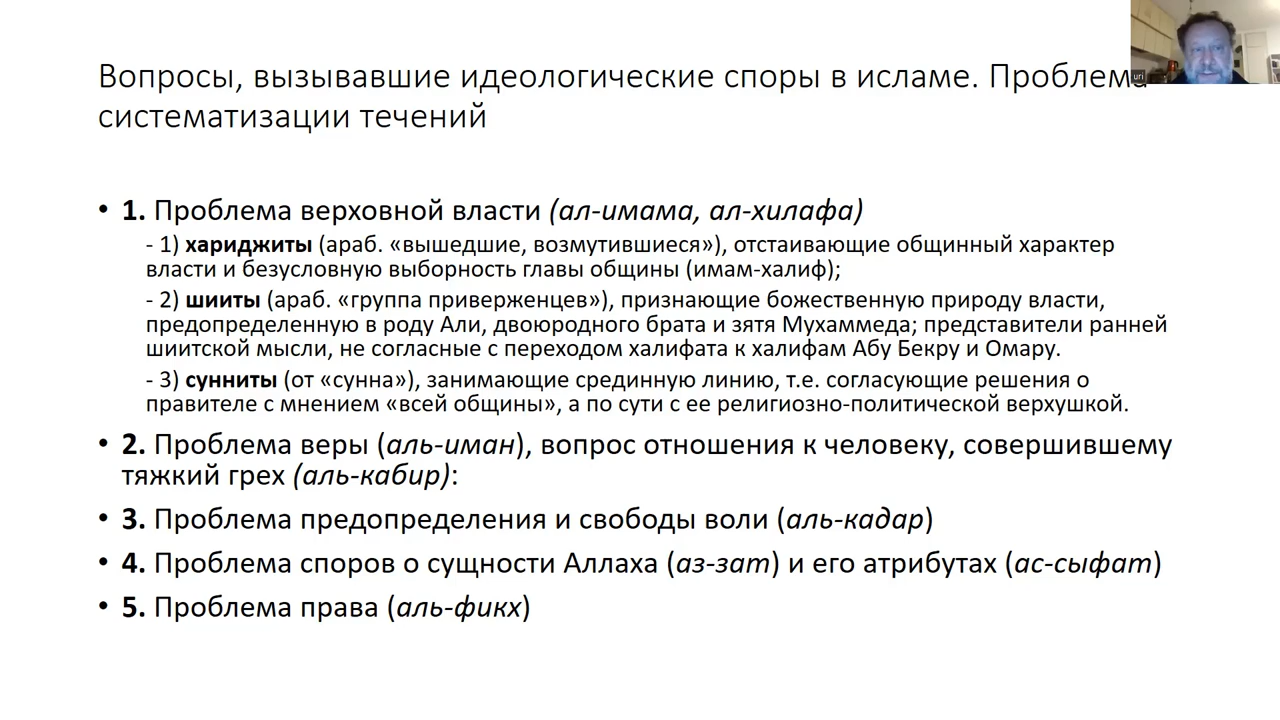 Вопросы, вызывавшие идеологические споры в исламе. Проблема
систематизации течений
uri
• 1. Проблема верховной власти (ал-имама, ал-хилафа)
- 1) хариджиты (араб. «вышедшие, возмутившиеся»), отстаивающие общинный характер
власти и безусловную выборность главы общины (имам-халиф);
- 2) шииты (араб. «группа приверженцев»), признающие божественную природу власти,
предопределенную в роду Али, двоюродного брата и зятя Мухаммеда; представители ранней
шиитской мысли, не согласные с переходом халифата к халифам Абу Бекру и Омару.
- 3) сунниты (от «сунна»), занимающие срединную линию, т.е. согласующие решения о
правителе с мнением «всей общины», а по сути с ее религиозно-политической верхушкой.
• 2. Проблема веры (аль-иман), вопрос отношения к человеку, совершившему
тяжкий грех (аль-кабир):
• 3. Проблема предопределения и свободы воли (аль-кадар)
• 4. Проблема споров о сущности Аллаха (аз-зат) и его атрибутах (ас-сыфат)
• 5. Проблема права (аль-фикх)